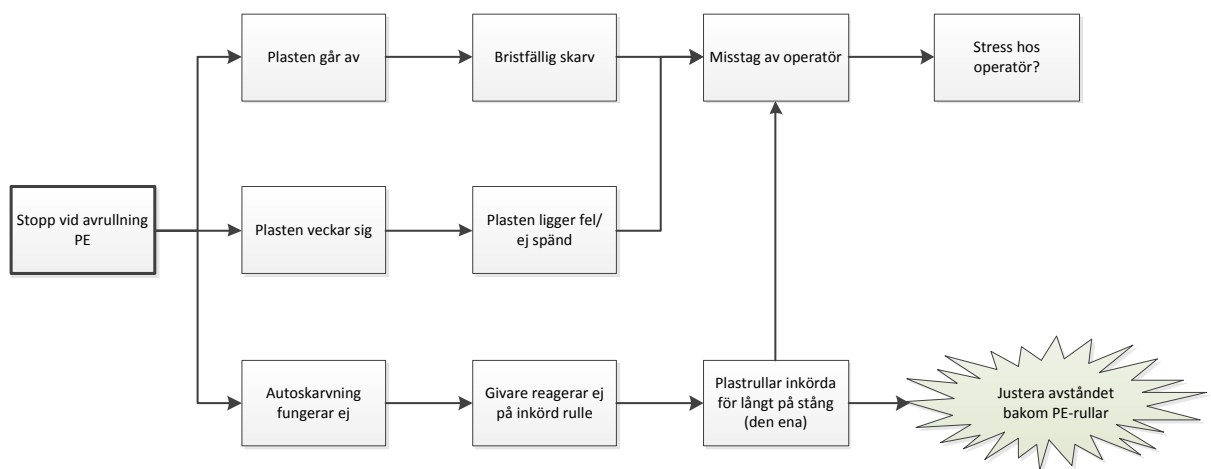 Plasten går av
Bristfällig skarv
Misstag av operatör
Stress hos
operatör?
Stopp vid avrullning
PE
Plasten veckar sig
Plasten ligger fel/
ej spänd
Autoskarvning
fungerar ej
Givare reagerar ej
på inkörd rulle
Plastrullar inkörda
för långt på stång
(den ena)
Justera avståndet
bakom PE-rullar